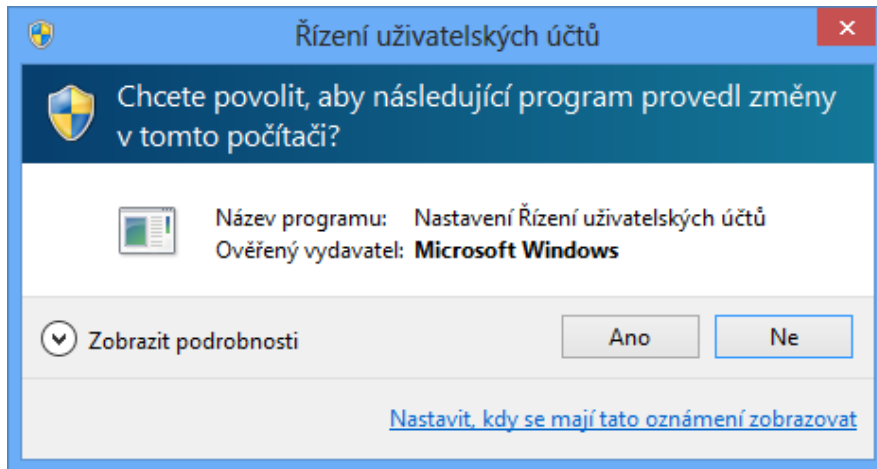 Řízení uživatelských účtů
Chcete povolit, aby následující program provedl změny
v tomto počítači?
Název programu: Nastavení Řízení uživatelských účtů
Ověřený vydavatel: Microsoft Windows
Zobrazit podrobnosti
Ano
Ne
Nastavit, kdy se mají tato oznámení zobrazovat